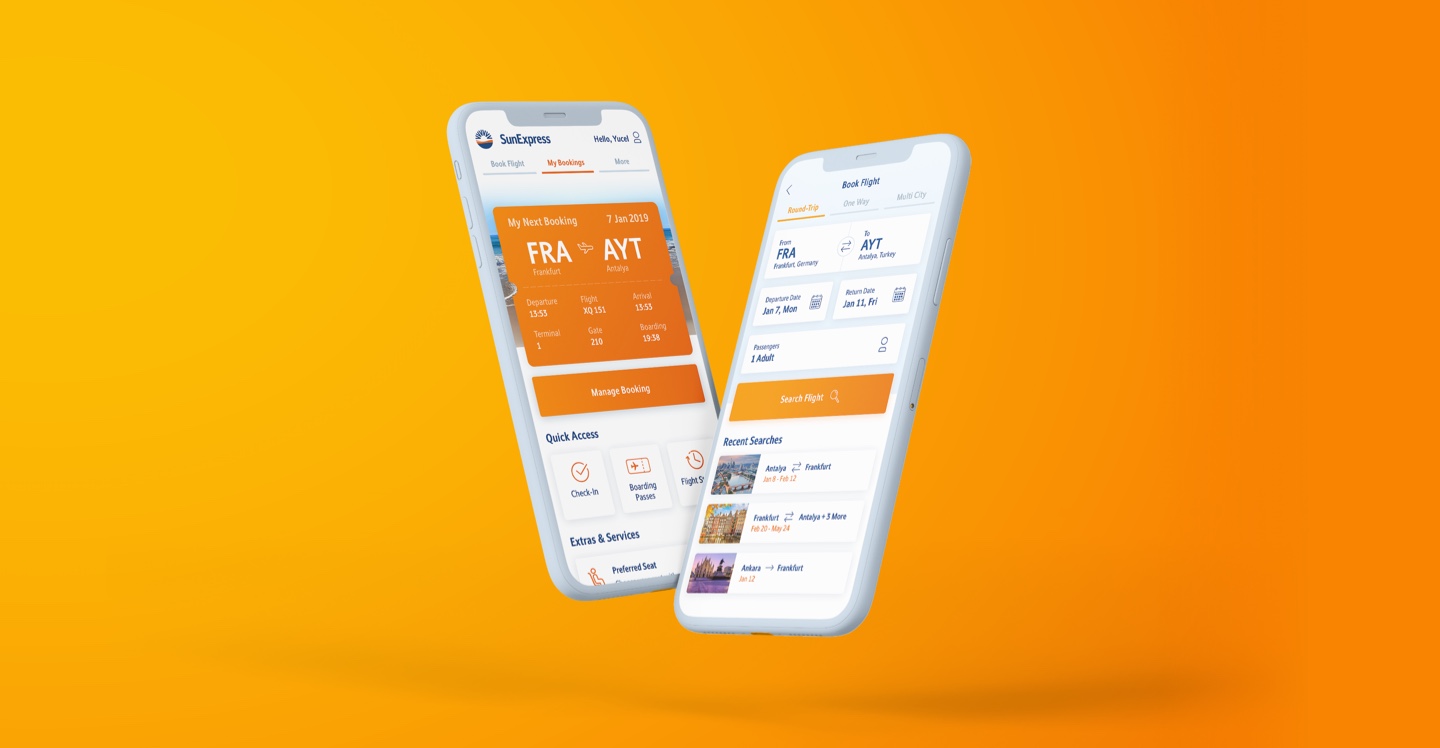 SunExpress
Hello, Yucel
Book Flight
My Bookings
More
My Next Booking
7 Jan 2019
FRA
AYT
Frankfurt
Antalya
Departure
Flight
Arrival
13:53
XQ 151
13:53
Terminal
Gate
Boarding
1
210
19:38
Manage Booking
Quick Access
Check-In
Boarding
Passes
Flight
Extras & Services
Preferred Seat
Book Flight
Round-Trip
One Way
Multi City
From
To
FRA
AYT
Frankfurt, Germany
Antalya, Turkey
Departure Date
Return Date
Jan 7, Mon
Jan 11, Fri
Passengers
1 Adult
Search Flight
Recent Searches
Antalya
Frankfurt
Jan 8 - Feb 12
Frankfurt
Antalya + 3 More
Feb 20 - May 24
Ankara
Frankfurt
Jan 12